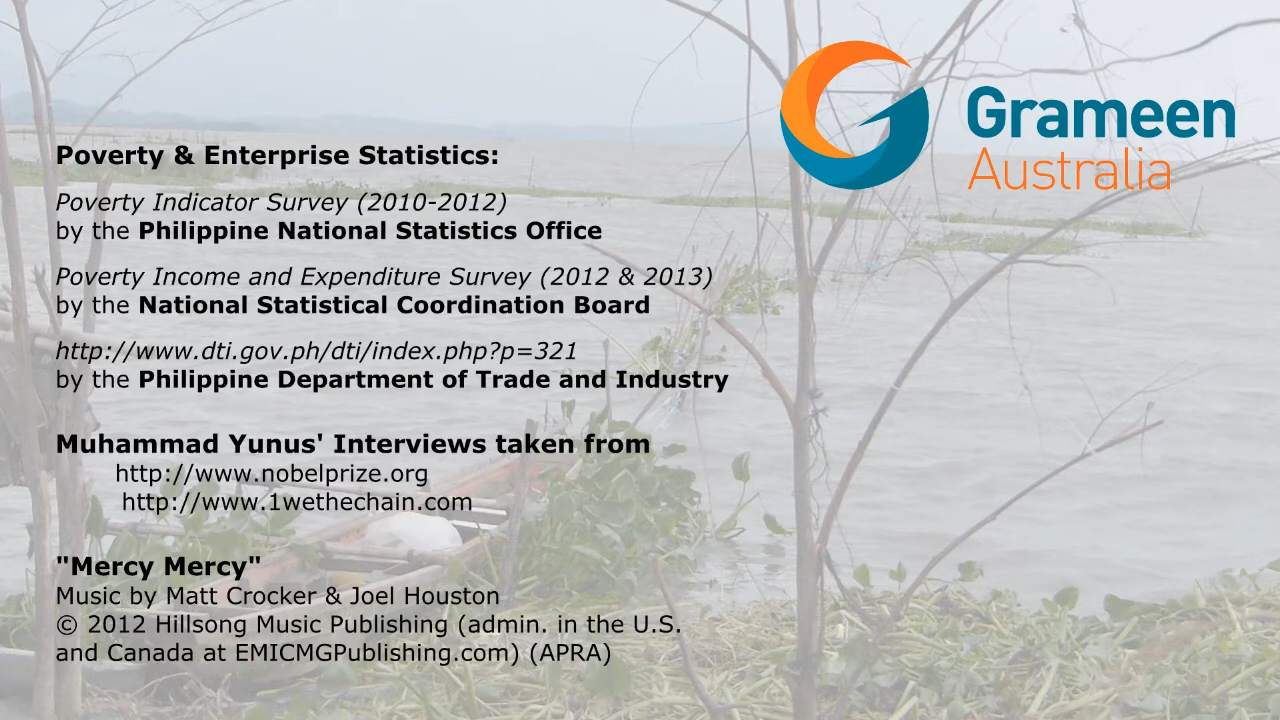 Grameen
Australia
Poverty & Enterprise Statistics:
Poverty Indicator Survey (2010-2012)
by the Philippine National Statistics Office
Poverty Income and Expenditure Survey (2012 & 2013)
by the National Statistical Coordination Board
http://www.dti.gov.ph/dti/index.php?p=321
by the Philippine Department of Trade and Industry
Muhammad Yunus' Interviews taken from
http://www.nobelprize.org
http://www.1wethechain.com
"Mercy Mercy"
Music by Matt Crocker & Joel Houston
© 2012 Hillsong Music Publishing (admin. in the U.S.
and Canada at EMICMGPublishing.com) (APRA)